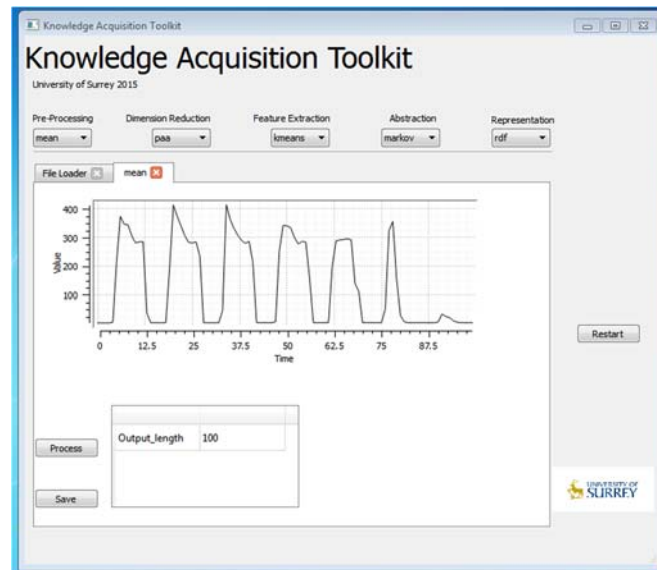 Knowledge Acquisition Toolkit
Knowledge Acquisition Toolkit
University of Surrey 2015
Pre-Processing Dimension Reduction Feature Extraction Abstraction Representation
mean paa kmeans markov rdf
File Loader mean
400
300
200
100
Value
0 12.5 25 37.5 50 62.5 75 87.5
Time
Restart
Output_length 100
Process
Save
UNIVERSITY OF
SURREY